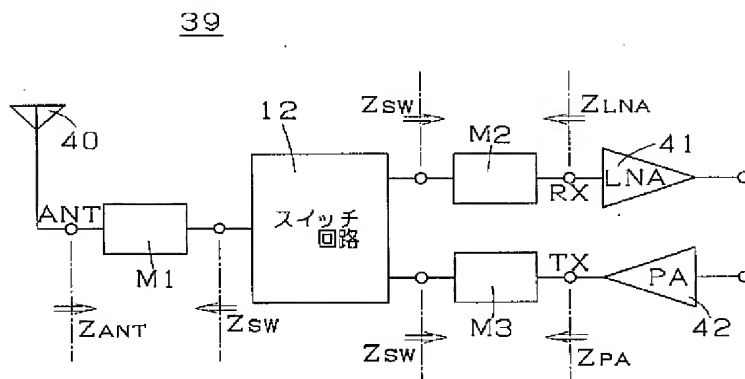 39
40
ANT
M1
ZANT
ZSW
12
スイッチ
回路
ZSW
ZLNA
M2
RX
41
LNA
ZSW
M3
TX
PA
42
ZPA